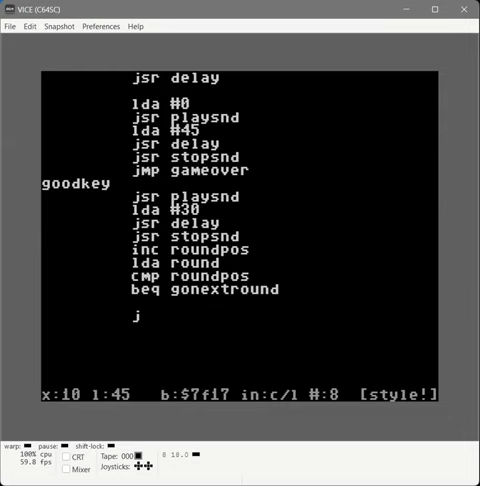 VICE (C64SC)
File Edit Snapshot Preferences Help
jsr delay
lda #0
jsr playsnd
lda #45
jsr delay
jsr stopsnd
jmp gameover
goodkey
jsr playsnd
lda #30
jsr delay
jsr stopsnd
inc roundpos
lda round
cmp roundpos
beq gonextround
j
x:10 l:45 b:$7f17 in:c/l #:8 [style!]
warp: pause: shift-lock:
100% cpu
59.8 fps
CRT
Mixer
Tape: 000
Joysticks:
8 18.0